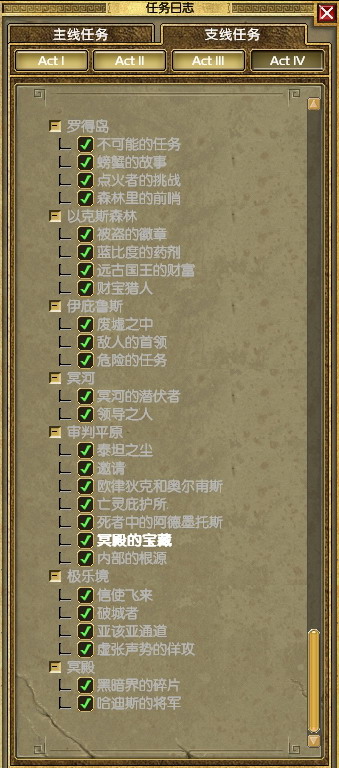 任务日志
主线任务 支线任务
Act I Act II Act III Act IV
罗得岛
不可能的任务
螃蟹的故事
点火者的挑战
森林里的前哨
以克斯森林
被盗的徽章
蓝比度的药剂
远古国王的财富
财宝猎人
伊庇鲁斯
废墟之中
敌人的首领
危险的任务
冥河
冥河的潜伏者
领导之人
审判平原
泰坦之尘
邀请
欧律狄克和奥尔甫斯
亡灵庇护所
死者中的阿德墨托斯
冥殿的宝藏
内部的根源
极乐境
信使飞来
破城者
亚该亚通道
虚张声势的佯攻
冥殿
黑暗界的碎片
哈迪斯的将军